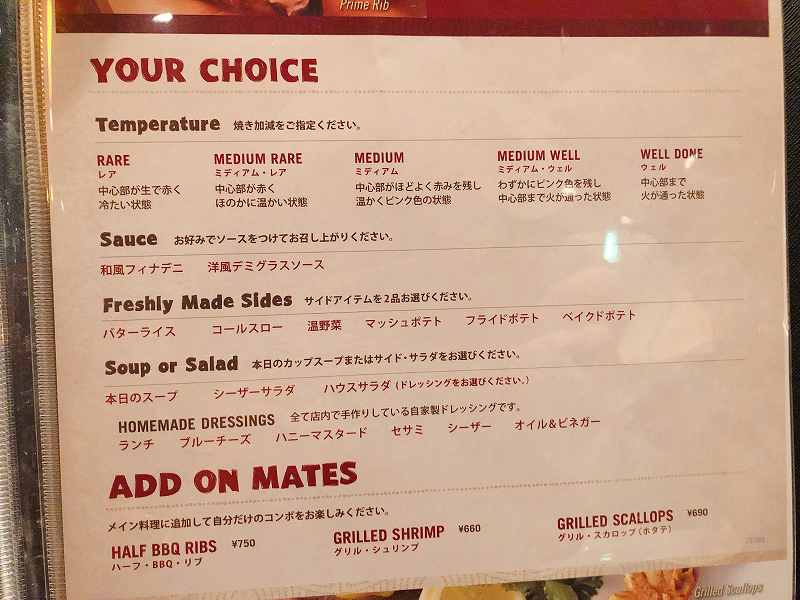 Prime Rib
YOUR CHOICE
Temperature 焼き加減をご指定ください。
RARE MEDIUM RARE MEDIUM MEDIUM WELL WELL DONE
レア ミディアム・レア ミディアム ミディアム・ウェル ウェル
中心部が生で赤く 中心部が赤く 中心部がほどよく赤みを残し わずかにピンク色を残し 中心部まで
冷たい状態 ほのかに温かい状態 温かくピンク色の状態 中心部まで火が通った状態 火が通った状態
Sauce お好みでソースをつけてお召し上がりください。
和風フィナデニ 洋風デミグラスソース
Freshly Made Sides サイドアイテムを2品お選びください。
バターライス コールスロー 温野菜 マッシュポテト フライドポテト ベイクドポテト
Soup or Salad 本日のカップスープまたはサイド・サラダをお選びください。
本日のスープ シーザーサラダ ハウスサラダ(ドレッシングをお選びください。)
HOMEMADE DRESSINGS 全て店内で手作りしている自家製ドレッシングです。
ランチ ブルーチーズ ハニーマスタード セサミ シーザー オイル&ビネガー
ADD ON MATES
メイン料理に追加して自分だけのコンボをお楽しみください。
HALF BBQ RIBS ¥750 GRILLED SHRIMP ¥660 GRILLED SCALLOPS ¥690
ハーフ・BBQ・リブ グリル・シュリンプ グリル・スカロップ(ホタテ)
Grilled Scallops